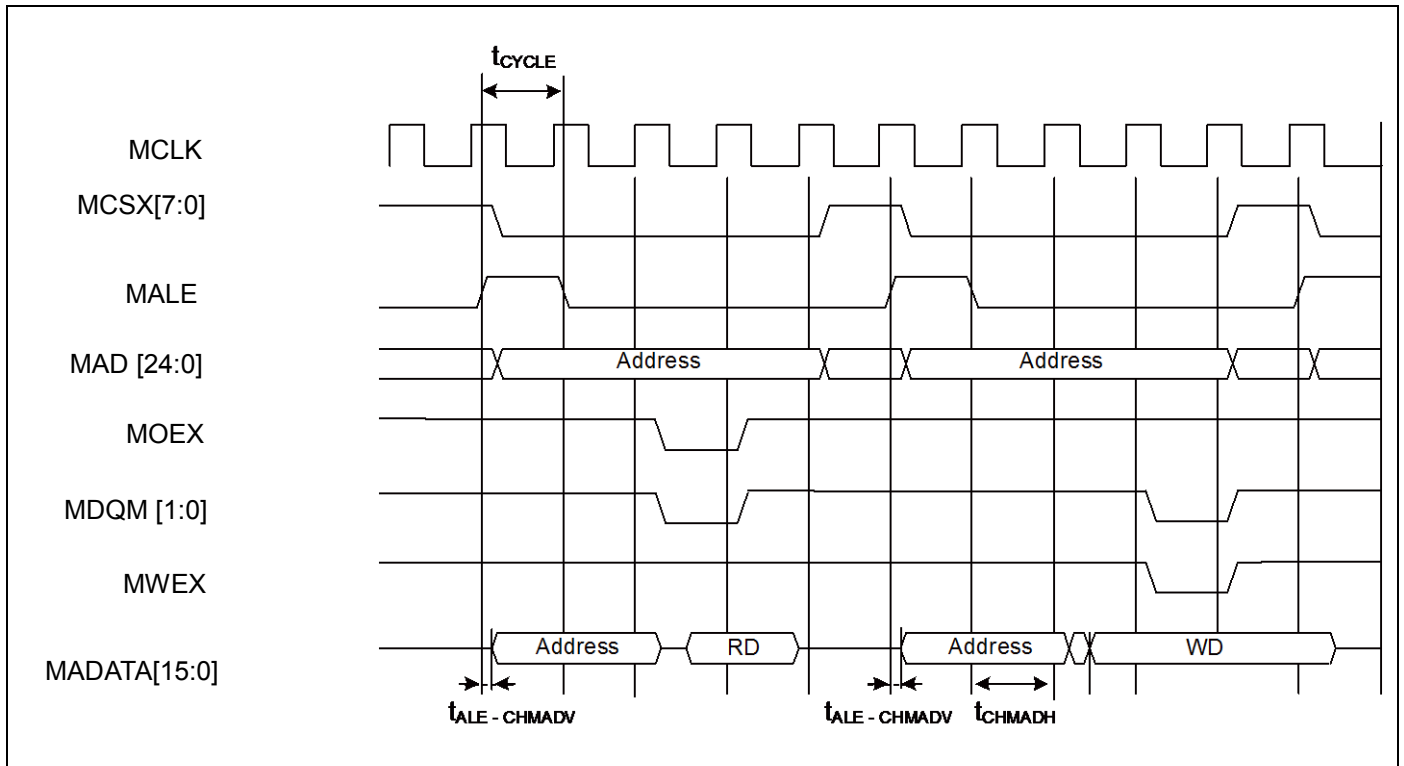 tCYCLE
MCLK
MCSX[7:0]
MALE
MAD [24:0]
Address Address
MOEX
MDQM [1:0]
MWEX
MADATA[15:0]
Address RD Address WD
tALE - CHMADV tALE - CHMADV tCHMADH